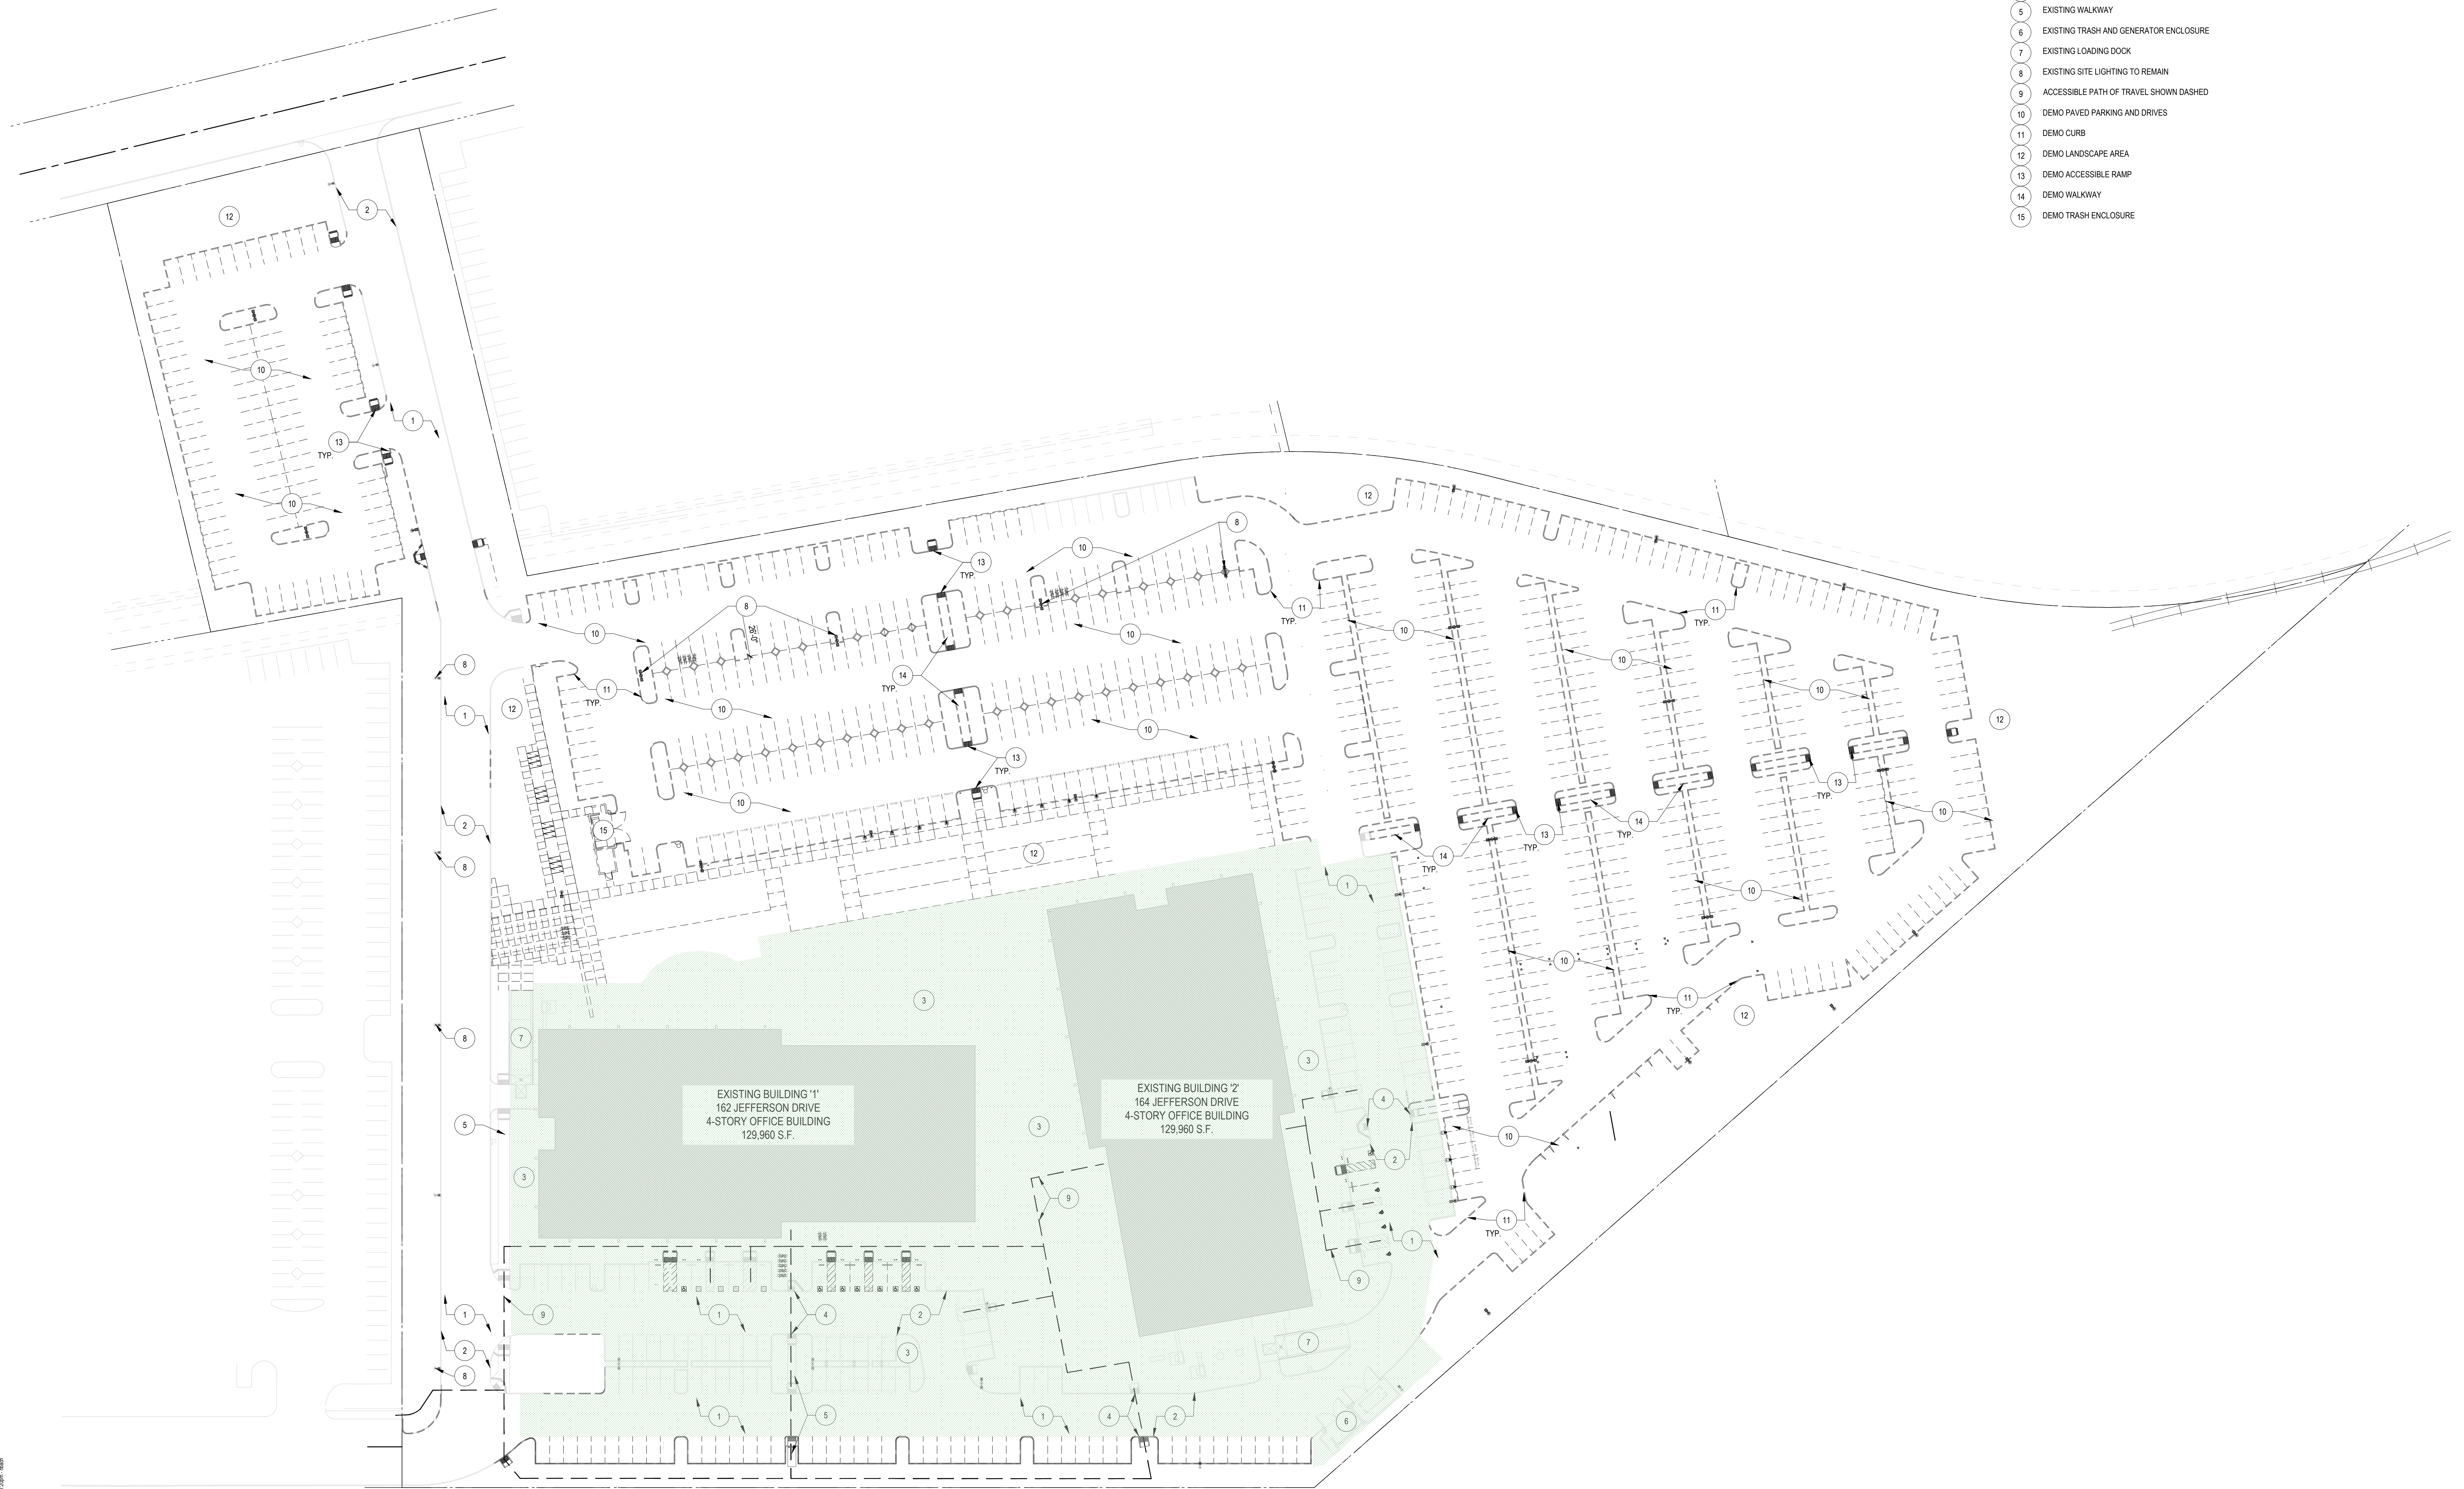 5 EXISTING WALKWAY
6 EXISTING TRASH AND GENERATOR ENCLOSURE
7 EXISTING LOADING DOCK
8 EXISTING SITE LIGHTING TO REMAIN
9 ACCESSIBLE PATH OF TRAVEL SHOWN DASHED
10 DEMO PAVED PARKING AND DRIVES
11 DEMO CURB
12 DEMO LANDSCAPE AREA
13 DEMO ACCESSIBLE RAMP
14 DEMO WALKWAY
15 DEMO TRASH ENCLOSURE
2
12
10
1
13
TYP.
10
12
8
13
TYP.
10
8
11
TYP.
10
10
10
11
TYP.
10
8
14
TYP.
10
10
11
TYP.
12
1
10
10
12
13
TYP.
10
13
TYP.
10
2
15
14
TYP.
13
TYP.
14
TYP.
8
12
1
10
10
3
11
TYP.
12
8
7
3
EXISTING BUILDING '1'
162 JEFFERSON DRIVE
4-STORY OFFICE BUILDING
129,960 S.F.
EXISTING BUILDING '2'
164 JEFFERSON DRIVE
4-STORY OFFICE BUILDING
129,960 S.F.
4
5
3
10
2
3
9
11
TYP.
1
9
1
9
1
4
2
7
2
3
8
1
5
1
4
2
6